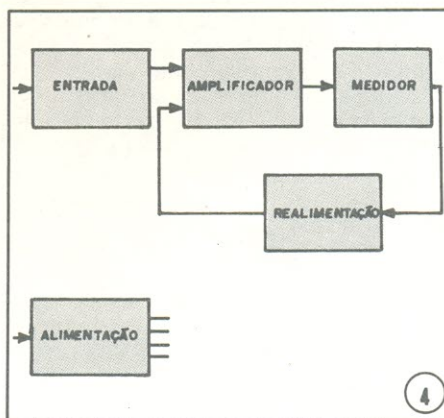 ENTRADA
AMPLIFICADOR
MEDIDOR
REALIMENTAÇÃO
ALIMENTAÇÃO
4